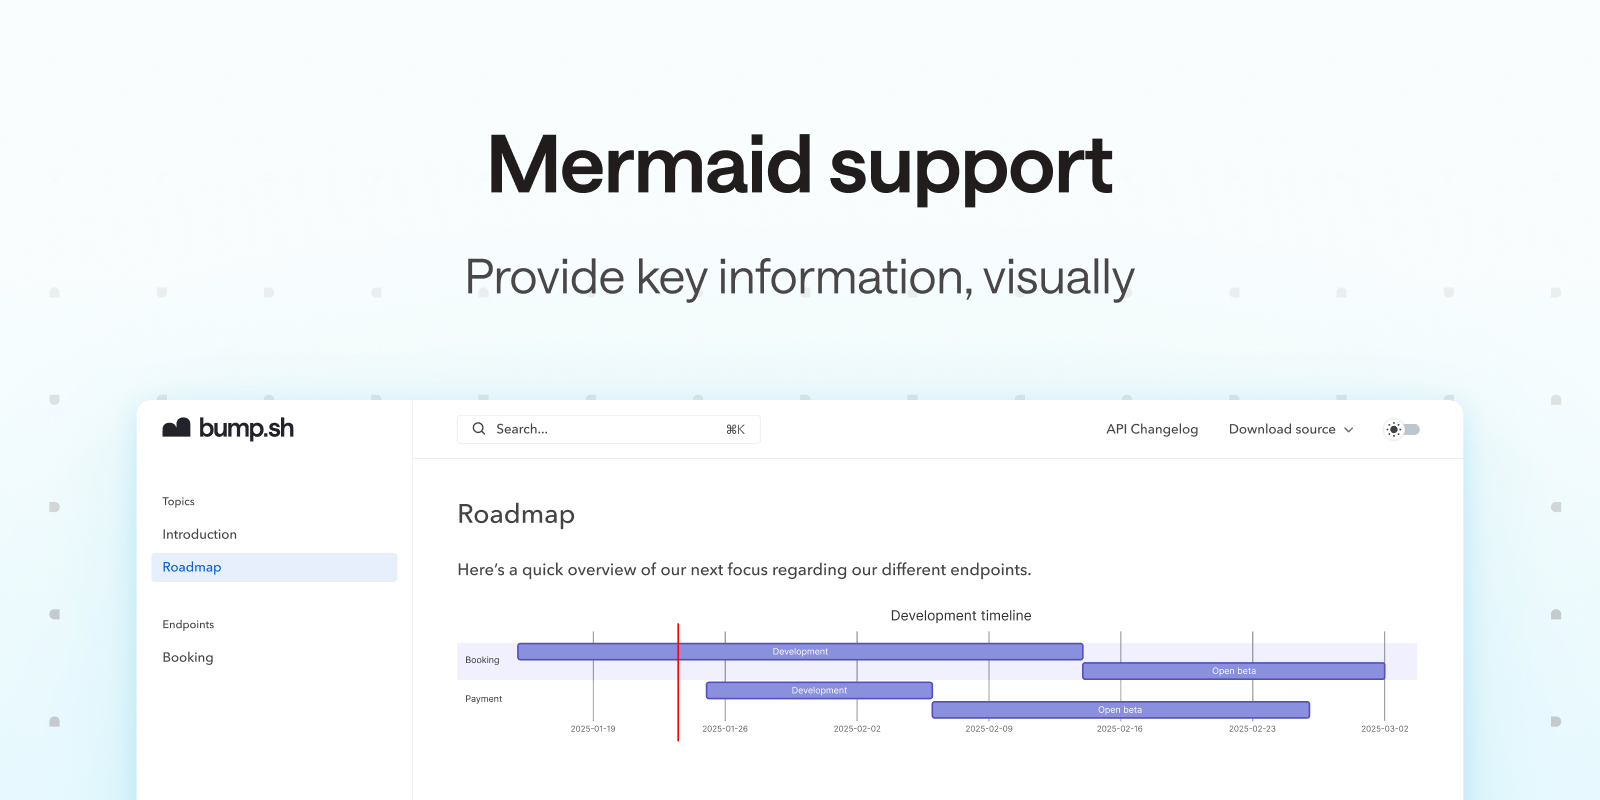 Mermaid support
Provide key information, visually
bump.sh
Search...
⌘K
API Changelog
Download source
Topics
Introduction
Roadmap
Endpoints
Booking
Roadmap
Here's a quick overview of our next focus regarding our different endpoints.
Development timeline
Booking
Development
Open beta
Payment
Development
Open beta
2025-01-19
2025-01-26
2025-02-02
2025-02-09
2025-02-16
2025-02-23
2025-03-02